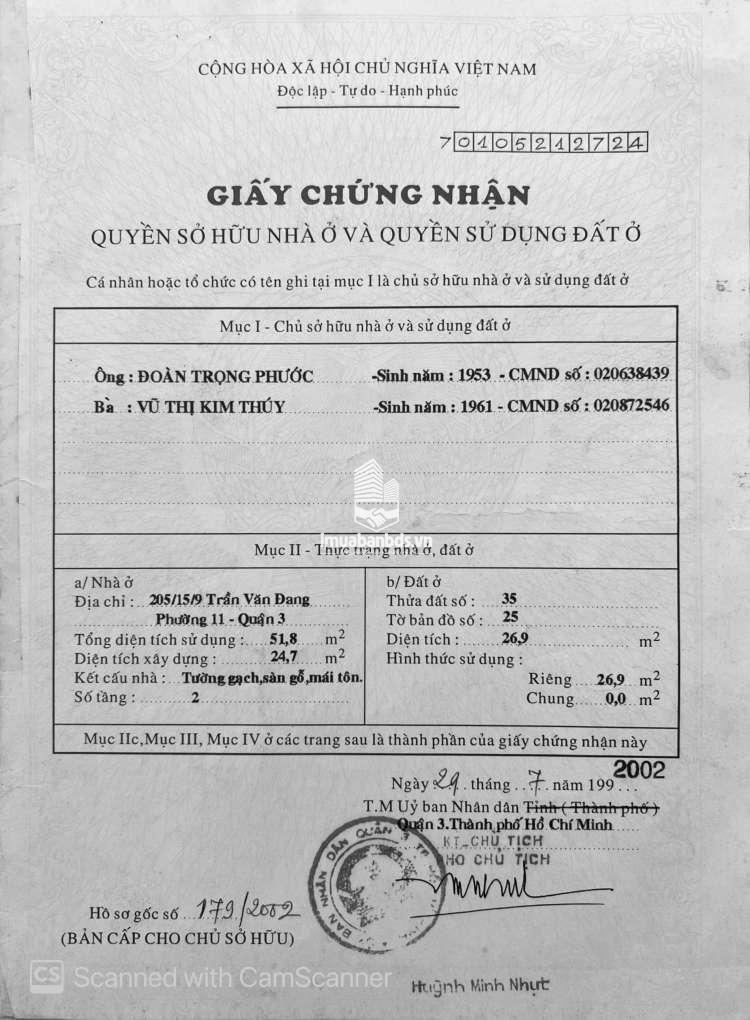 CỘNG HÒA XÃ HỘI CHỦ NGHĨA VIỆT NAM
Độc lập - Tự do - Hạnh phúc
70105212724
GIẤY CHỨNG NHẬN
QUYỀN SỞ HỮU NHÀ Ở VÀ QUYỀN SỬ DỤNG ĐẤT Ở
Cá nhân hoặc tổ chức có tên ghi tại mục I là chủ sở hữu nhà ở và sử dụng đất ở
Mục I - Chủ sở hữu nhà ở và sử dụng đất ở
Ông : ĐOÀN TRỌNG PHƯỚC -Sinh năm : 1953 - CMND số : 020638439
Bà : VŨ THỊ KIM THÚY -Sinh năm : 1961 - CMND số : 020872546
1muabanbds.vn
Mục II - Thực trạng nhà ở, đất ở
a/ Nhà ở
Địa chỉ : 205/15/9 Trần Văn Đang
Phường 11 - Quận 3
Tổng diện tích sử dụng : 51,8 m2
Diện tích xây dựng : 24,7 m2
Kết cấu nhà : Tường gạch,sàn gỗ,mái tôn.
Số tầng : 2
b/ Đất ở
Thửa đất số : 35
Tờ bản đồ số : 25
Diện tích : 26,9 m2
Hình thức sử dụng :
Riêng 26,9 m2
Chung 0,0 m2
Mục IIc,Mục III, Mục IV ở các trang sau là thành phần của giấy chứng nhận này
Ngày 29 tháng 7 năm 199... 2002
T.M Uỷ ban Nhân dân Tỉnh ( Thành phố )
Quận 3.Thành phố Hồ Chí Minh
KT_CHỦ TỊCH
PHO CHỦ TỊCH
BAN NHÂN DÂN QUẬN 3 TP
Hồ sơ gốc số 179/2002
(BẢN CẤP CHO CHỦ SỞ HỮU)
CS Scanned with CamScanner
Huỳnh Minh Nhựt